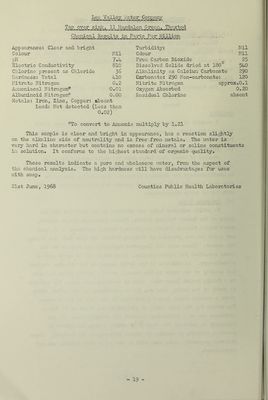 Lea Valley Water Company
Tap over sink, 11 Magdalen Grove, Thusted
Chemical Results in Parts Per Million
Appearance: Clear and bright Turbidity: Nil
Colour Nil Odour Nil
pH 7.4 Free Carbon Dioxide 25
Electric Conductivity 810 Dissolved Solids dried at 180° 540
Chlorine present as Chloride 36 Alkalinity as Calcium Carbonate 290
Hardness: Total 410 Carbonate: 290 Non-carbonate: 120
Nitrate Nitrogen 0.2 Nitrite Nitrogen approx.0.1
Ammoniacal Nitrogen* 0.01 Oxygen Absorbed 0.20
Albuminoid Nitrogen* 0.00 Residual Chlorine absent
Metals: Iron, Zinc, Copper: absent
Lead: Not detected (less than
0.02)
*To convert to Ammonia multiply by 1.21
This sample is clear and bright in appearance, has a reaction slightly
on the alkaline side of neutrality and is free from metals. The water is
very hard in character but contains no excess of mineral or saline constituents
in solution. It conforms to the highest standard of organic quality.
These results indicate a pure and wholesome water, from the aspect of
the chemical analysis. The high hardness will have disadvantages for uses
with soap.
21st June, 1968 Counties Public Health Laboratories
- 19 -